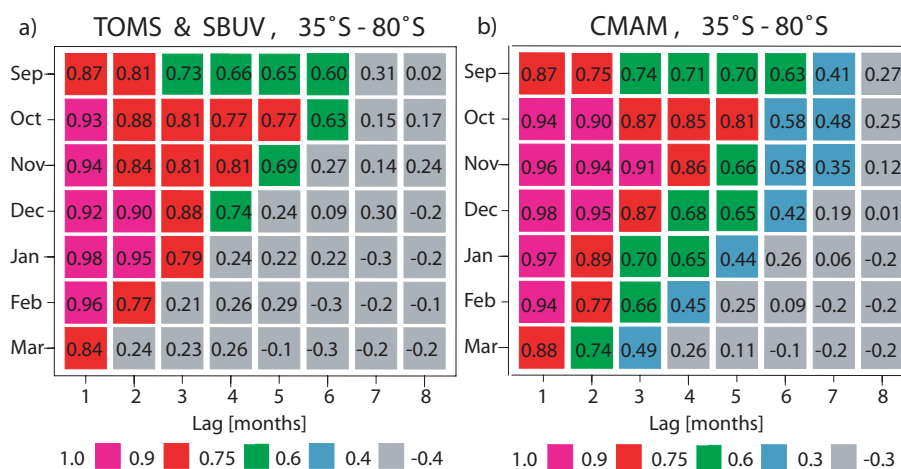 a) TOMS & SBUV, 35°S - 80°S
Sep 0.87 0.81 0.73 0.66 0.65 0.60 0.31 0.02
Oct 0.93 0.88 0.81 0.77 0.77 0.63 0.15 0.17
Nov 0.94 0.84 0.81 0.81 0.69 0.27 0.14 0.24
Dec 0.92 0.90 0.88 0.74 0.24 0.09 0.30 -0.2
Jan 0.98 0.95 0.79 0.24 0.22 0.22 -0.3 -0.2
Feb 0.96 0.77 0.21 0.26 0.29 -0.3 -0.2 -0.1
Mar 0.84 0.24 0.23 0.26 -0.1 -0.3 -0.2 -0.2
1 2 3 4 5 6 7 8
Lag [months]
1.0 0.9 0.75 0.6 0.4 -0.4
b) CMAM, 35°S - 80°S
Sep 0.87 0.75 0.74 0.71 0.70 0.63 0.41 0.27
Oct 0.94 0.90 0.87 0.85 0.81 0.58 0.48 0.25
Nov 0.96 0.94 0.91 0.86 0.66 0.58 0.35 0.12
Dec 0.98 0.95 0.87 0.68 0.65 0.42 0.19 0.01
Jan 0.97 0.89 0.70 0.65 0.44 0.26 0.06 -0.2
Feb 0.94 0.77 0.66 0.45 0.25 0.09 -0.2 -0.2
Mar 0.88 0.74 0.49 0.26 0.11 -0.1 -0.2 -0.2
1 2 3 4 5 6 7 8
Lag [months]
1.0 0.9 0.75 0.6 0.3 -0.3